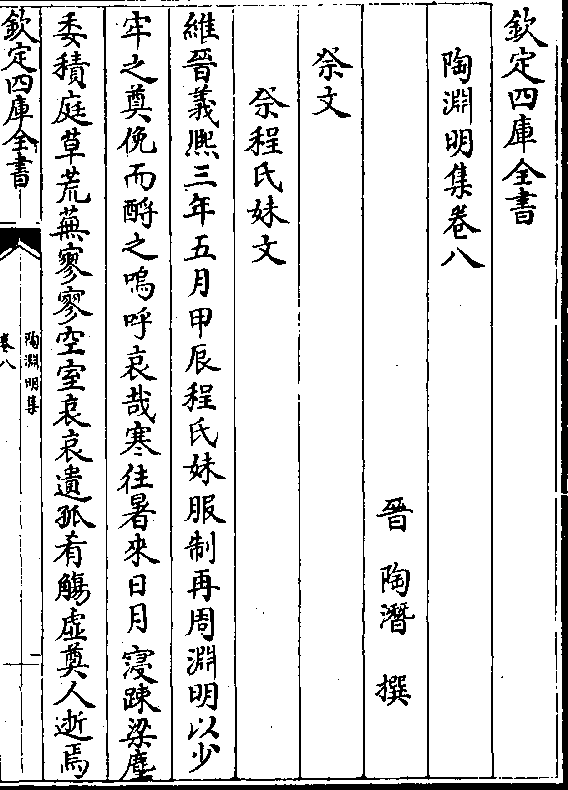 欽定四庫全書
陶淵明集卷八
晉 陶潛 撰
祭文
祭程氏妹文
維晉義熙三年五月甲辰程氏妹服制再周淵明以少
牢之奠俛而酹之嗚呼哀哉寒往暑來日月寖踈梁塵
委積庭草荒蕪寥寥空室哀哀遺孤肴觴虛奠人逝焉
欽定四庫全書
陶淵明集
卷八
一